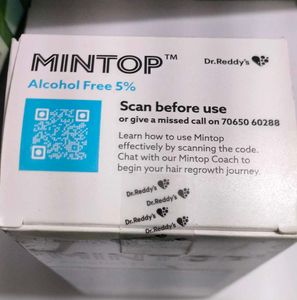 MINTOP™
Dr.Reddy's
Alcohol Free 5%
Scan before use
or give a missed call on 70650 60288
Learn how to use Mintop
effectively by scanning the code.
Chat with our Mintop Coach to
begin your hair regrowth journey.
Dr.Reddy's
Dr.Reddy's
Dr.Reddy's
Dr.Reddy's